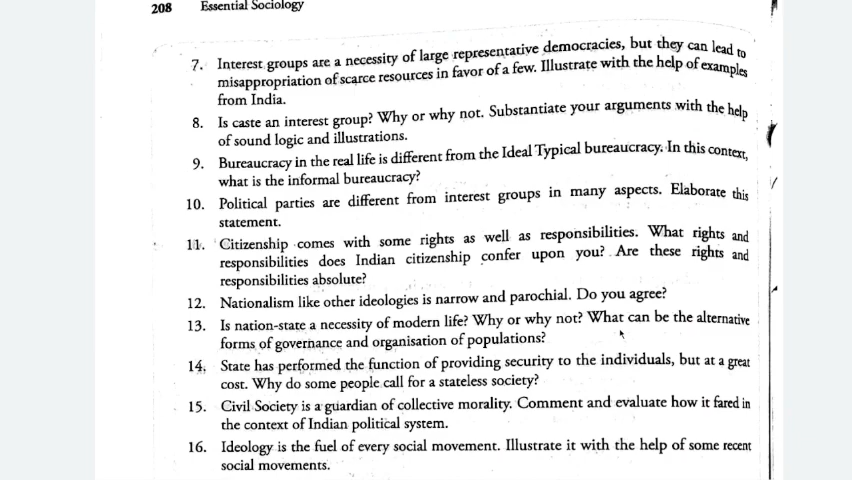 208 Essential Sociology
7. Interest groups are a necessity of large representative democracies, but they can lead to
misappropriation of scarce resources in favor of a few. Illustrate with the help of examples
from India.
8. Is caste an interest group? Why or why not. Substantiate your arguments with the help
of sound logic and illustrations.
9. Bureaucracy in the real life is different from the Ideal Typical bureaucracy. In this context,
what is the informal bureaucracy?
10. Political parties are different from interest groups in many aspects. Elaborate this
statement.
11. Citizenship comes with some rights as well as responsibilities. What rights and
responsibilities does Indian citizenship confer upon you? Are these rights and
responsibilities absolute?
12. Nationalism like other ideologies is narrow and parochial. Do you agree?
13. Is nation-state a necessity of modern life? Why or why not? What can be the alternative
forms of governance and organisation of populations?
14. State has performed the function of providing security to the individuals, but at a great
cost. Why do some people call for a stateless society?
15. Civil Society is a guardian of collective morality. Comment and evaluate how it fared in
the context of Indian political system.
16. Ideology is the fuel of every social movement. Illustrate it with the help of some recent
social movements.